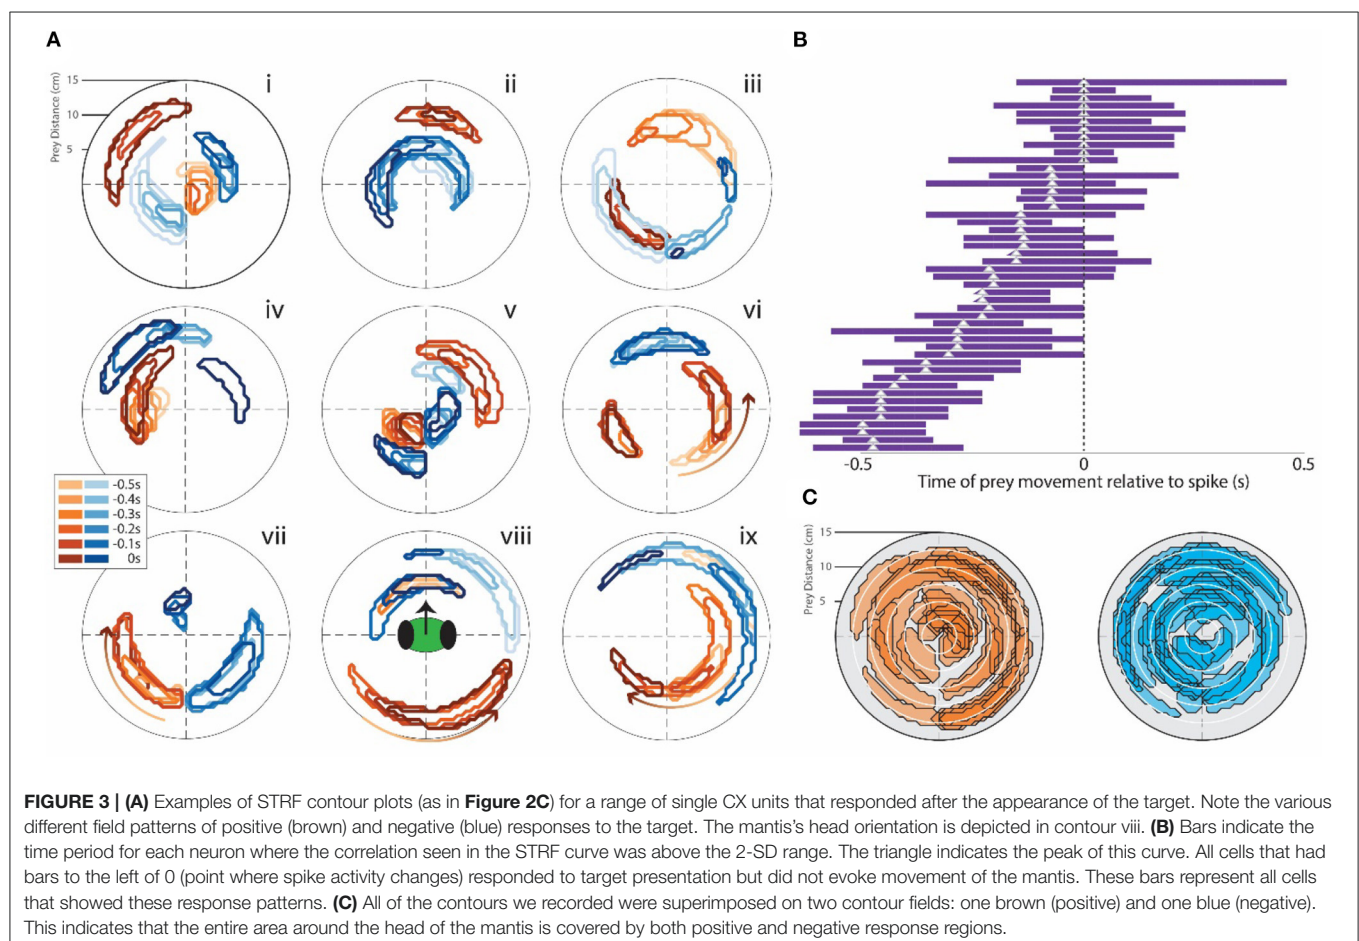 A
B
i
ii
iii
15
10
5
Prey Distance (cm)
iv
v
vi
-0.5s
-0.4s
-0.3s
-0.2s
-0.1s
0s
vii
viii
ix
-0.5
0
0.5
Time of prey movement relative to spike (s)
C
15
10
5
Prey Distance (cm)
FIGURE 3 | (A) Examples of STRF contour plots (as in Figure 2C) for a range of single CX units that responded after the appearance of the target. Note the various
different field patterns of positive (brown) and negative (blue) responses to the target. The mantis's head orientation is depicted in contour viii. (B) Bars indicate the
time period for each neuron where the correlation seen in the STRF curve was above the 2-SD range. The triangle indicates the peak of this curve. All cells that had
bars to the left of 0 (point where spike activity changes) responded to target presentation but did not evoke movement of the mantis. These bars represent all cells
that showed these response patterns. (C) All of the contours we recorded were superimposed on two contour fields: one brown (positive) and one blue (negative).
This indicates that the entire area around the head of the mantis is covered by both positive and negative response regions.